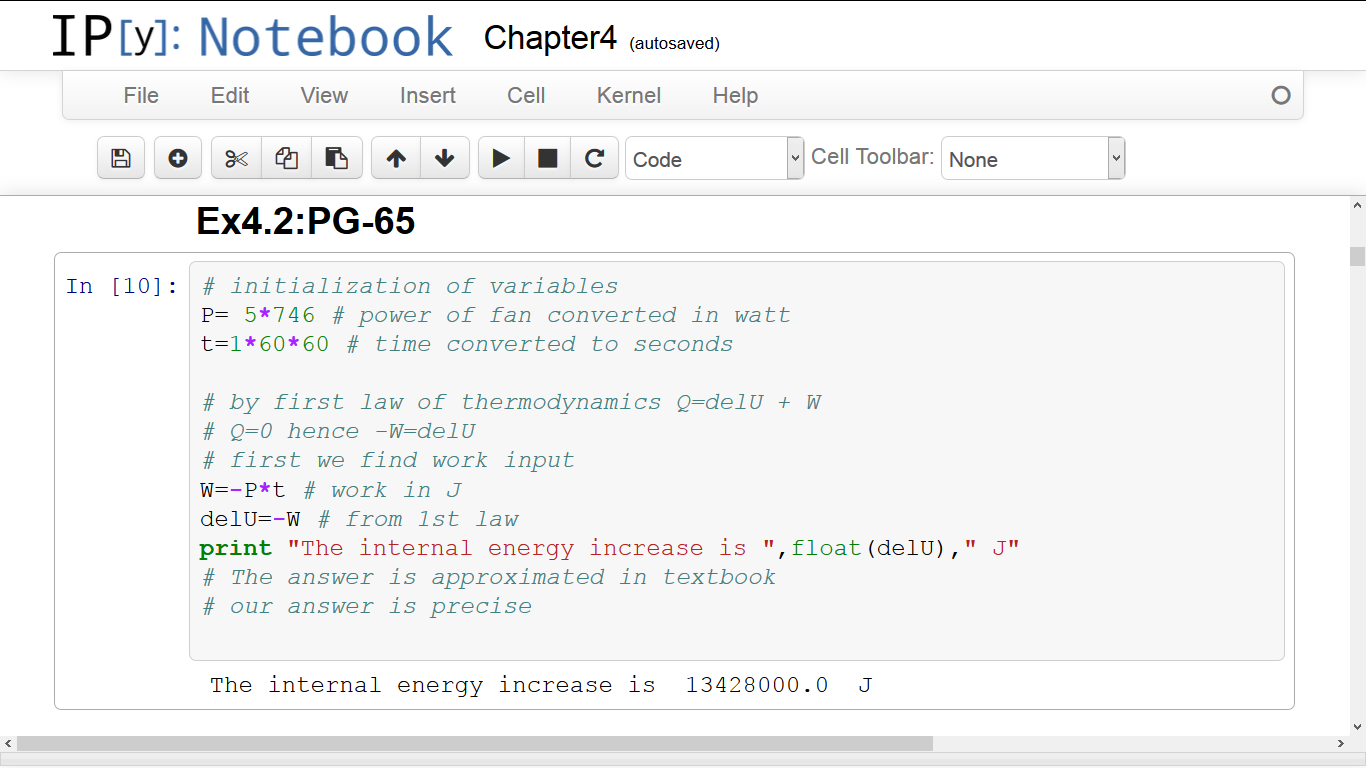 IP[y]: Notebook Chapter4 (autosaved)
File Edit View Insert Cell Kernel Help
Code Cell Toolbar: None
Ex4.2:PG-65
In [10]: # initialization of variables
P= 5*746 # power of fan converted in watt
t=1*60*60 # time converted to seconds
# by first law of thermodynamics Q=delU + W
# Q=0 hence -W=delU
# first we find work input
W=-P*t # work in J
delU=-W # from 1st law
print "The internal energy increase is ",float(delU)," J"
# The answer is approximated in textbook
# our answer is precise
The internal energy increase is  13428000.0  J